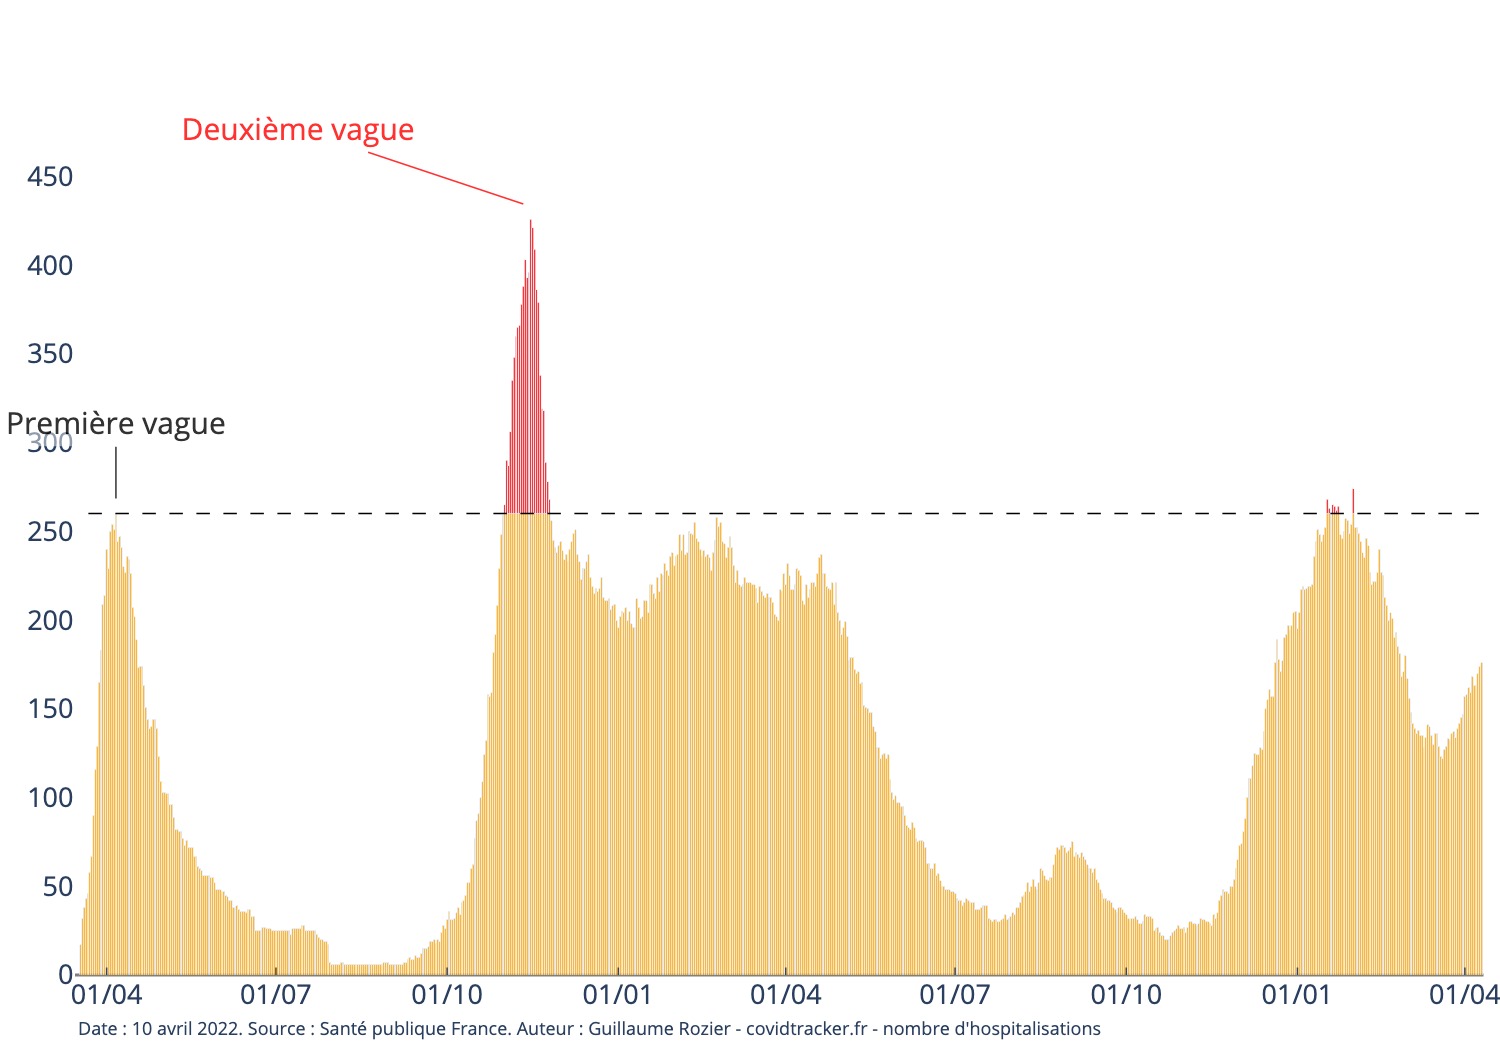 Deuxième vague
450
400
350
Première vague
300
250
200
150
100
50
0
01/04 01/07 01/10 01/01 01/04 01/07 01/10 01/01 01/04
Date : 10 avril 2022. Source : Santé publique France. Auteur : Guillaume Rozier - covidtracker.fr - nombre d'hospitalisations